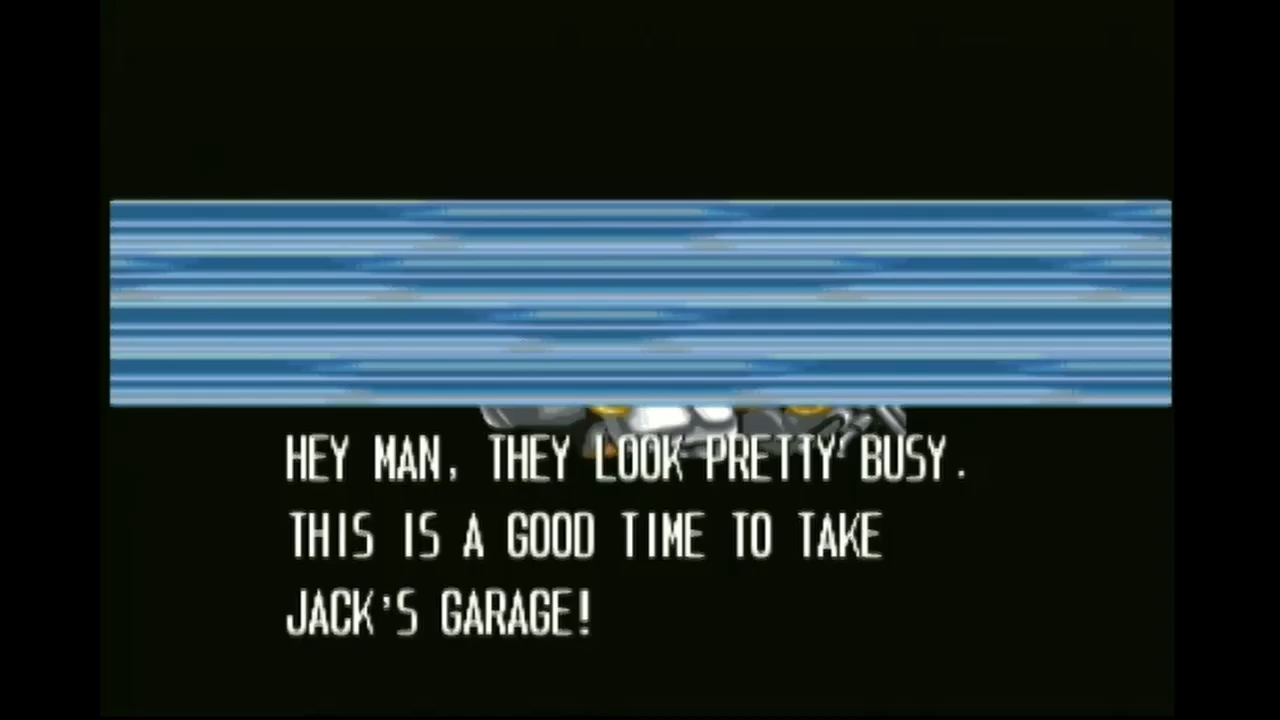 HEY MAN, THEY LOOK PRETTY BUSY.
THIS IS A GOOD TIME TO TAKE
JACK'S GARAGE!